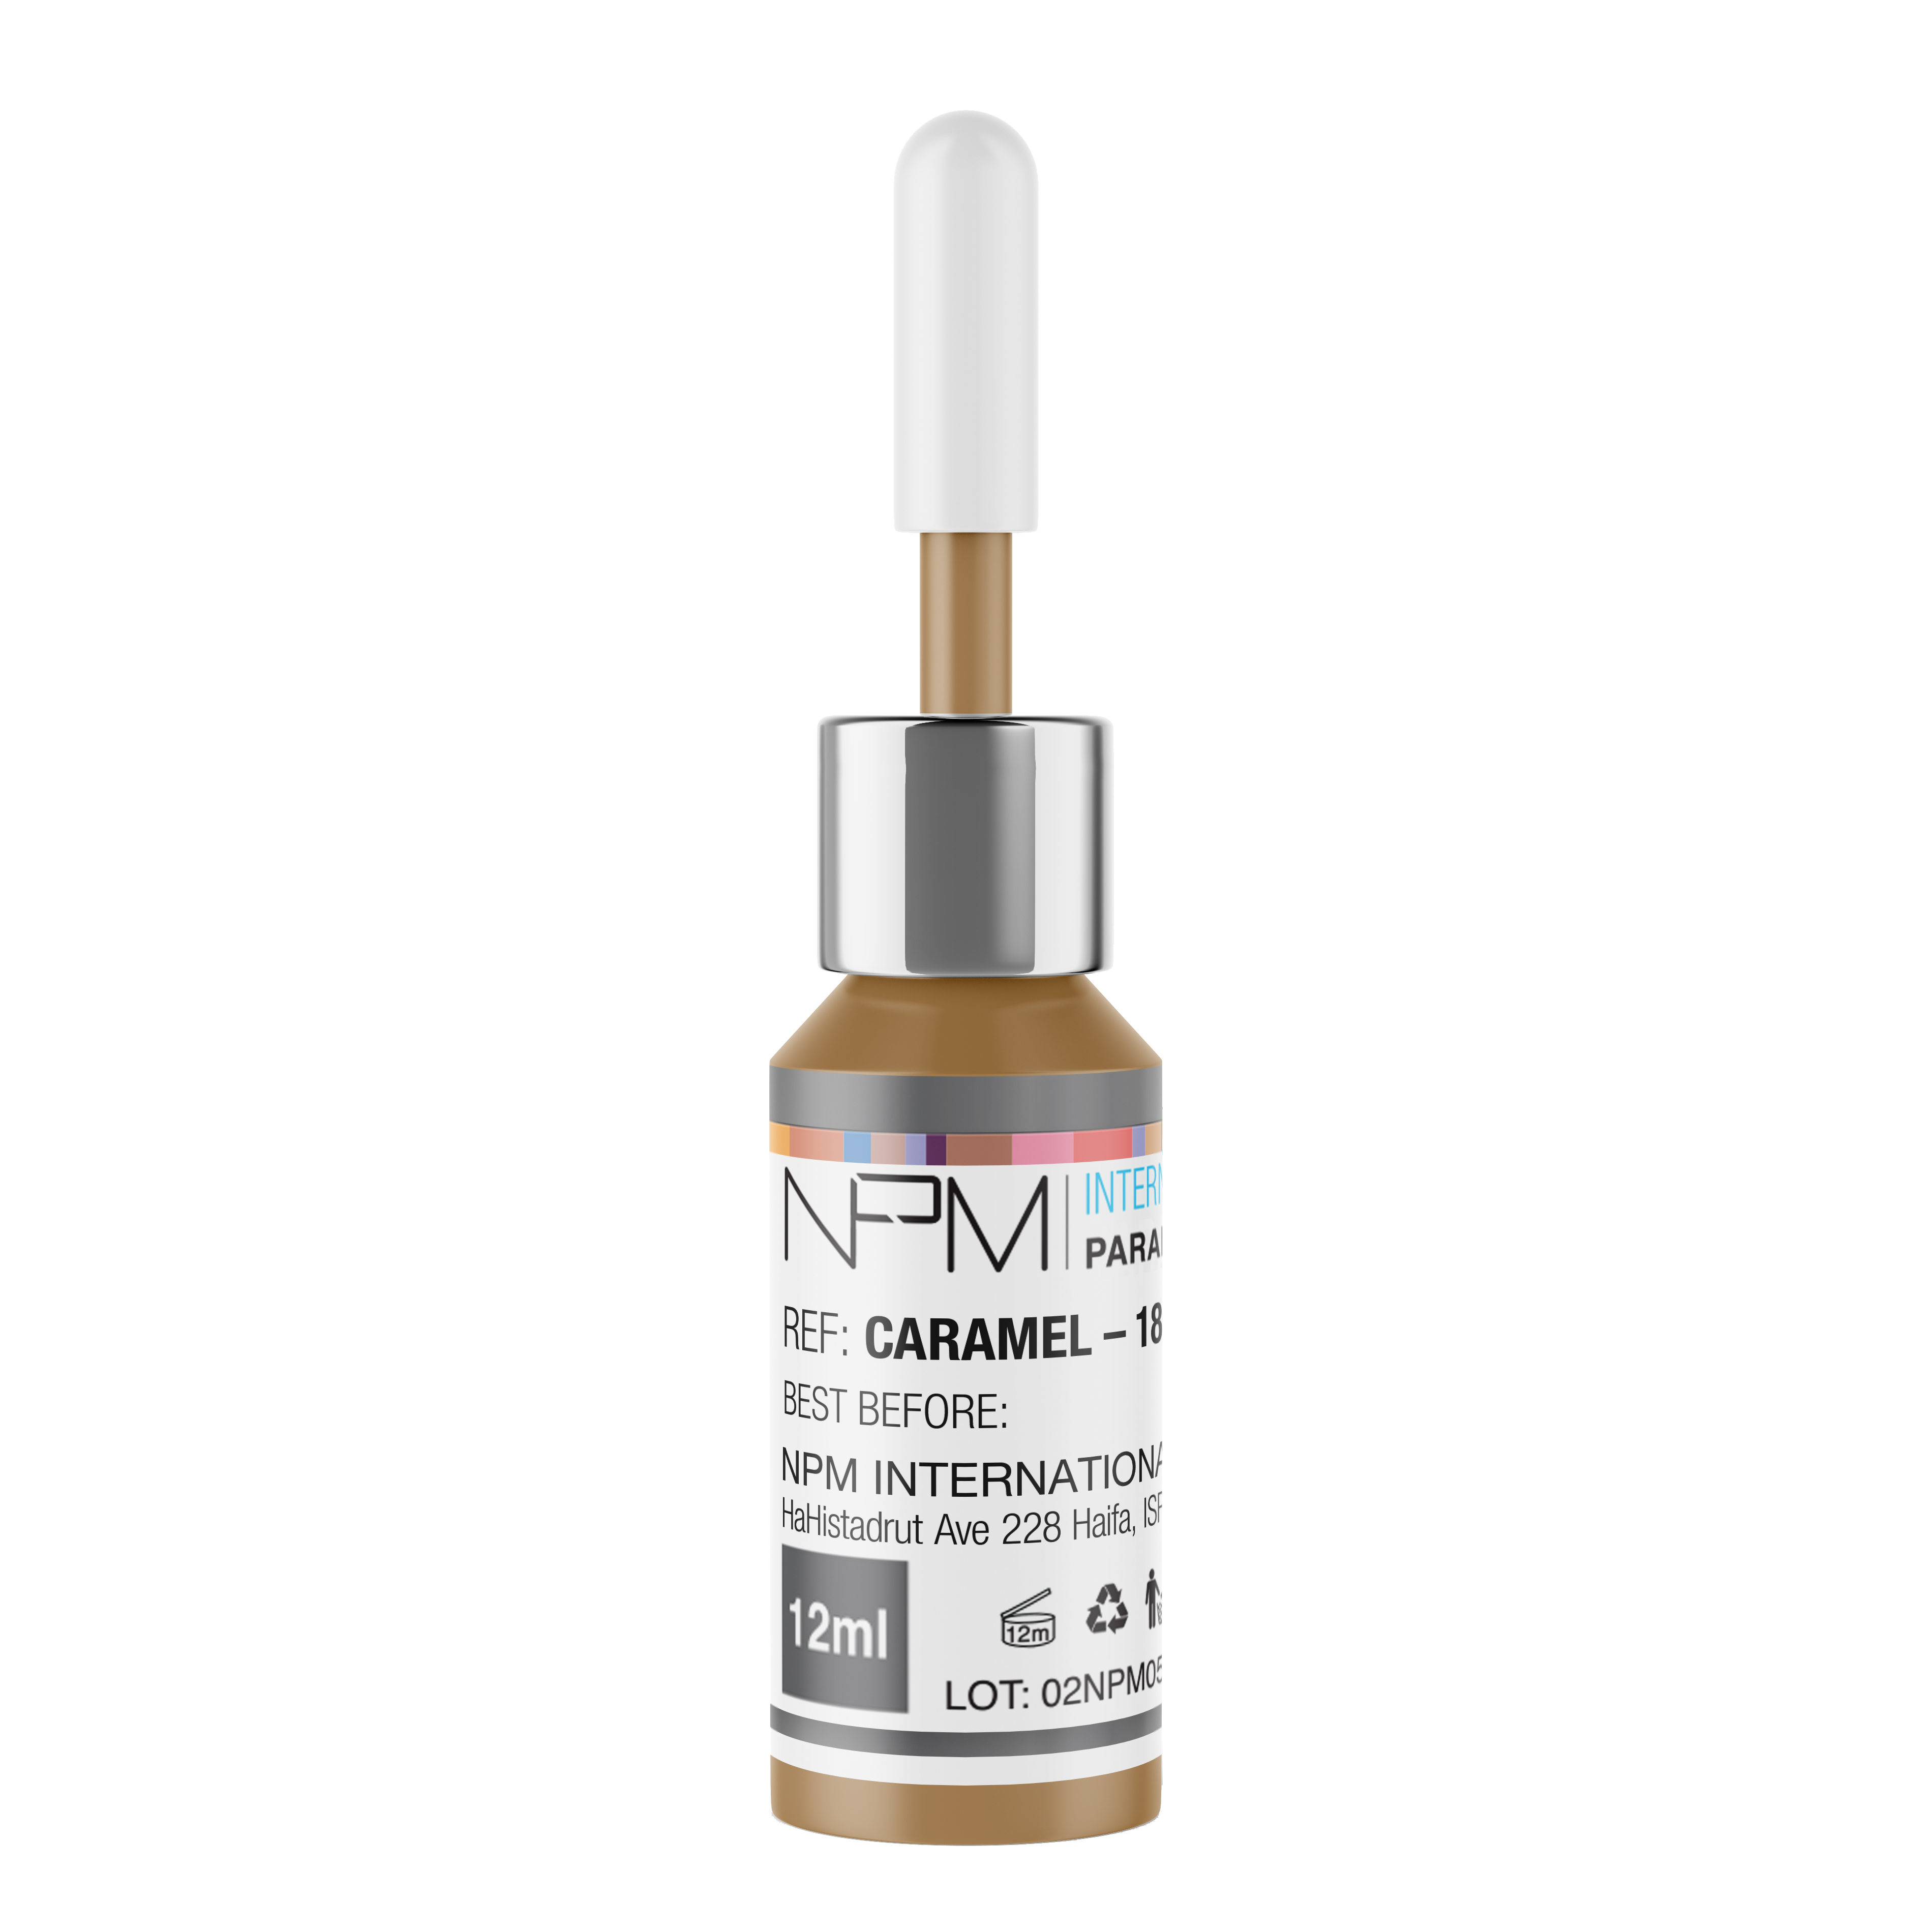 NPM
INTERN
PARA
REF: CARAMEL – 18
BEST BEFORE:
NPM INTERNATIONA
HaHistadrut Ave 228 Haifa, IS
12ml
12m
LOT: 02NPM05